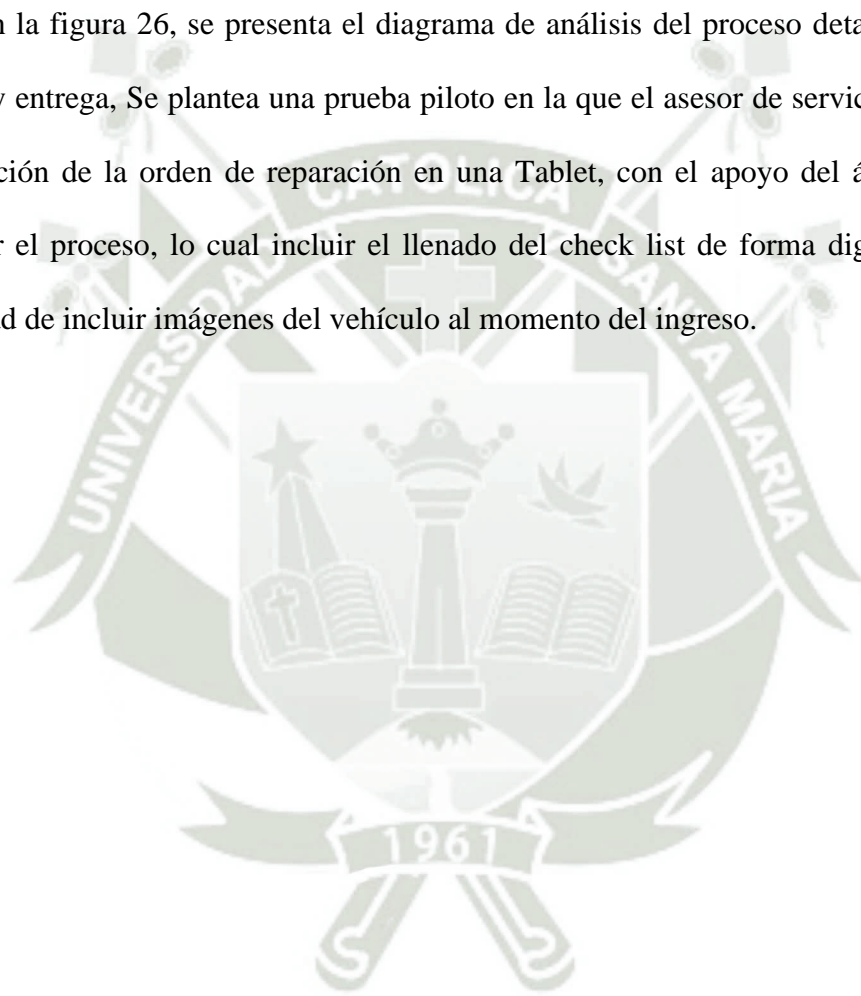 n la figura 26, se presenta el diagrama de análisis del proceso deta
y entrega, Se plantea una prueba piloto en la que el asesor de servic
ción de la orden de reparación en una Tablet, con el apoyo del á
r el proceso, lo cual incluir el llenado del check list de forma dig
d de incluir imágenes del vehículo al momento del ingreso.
UNIVERSIDAD CATOLICA SANTA MARIA
1961